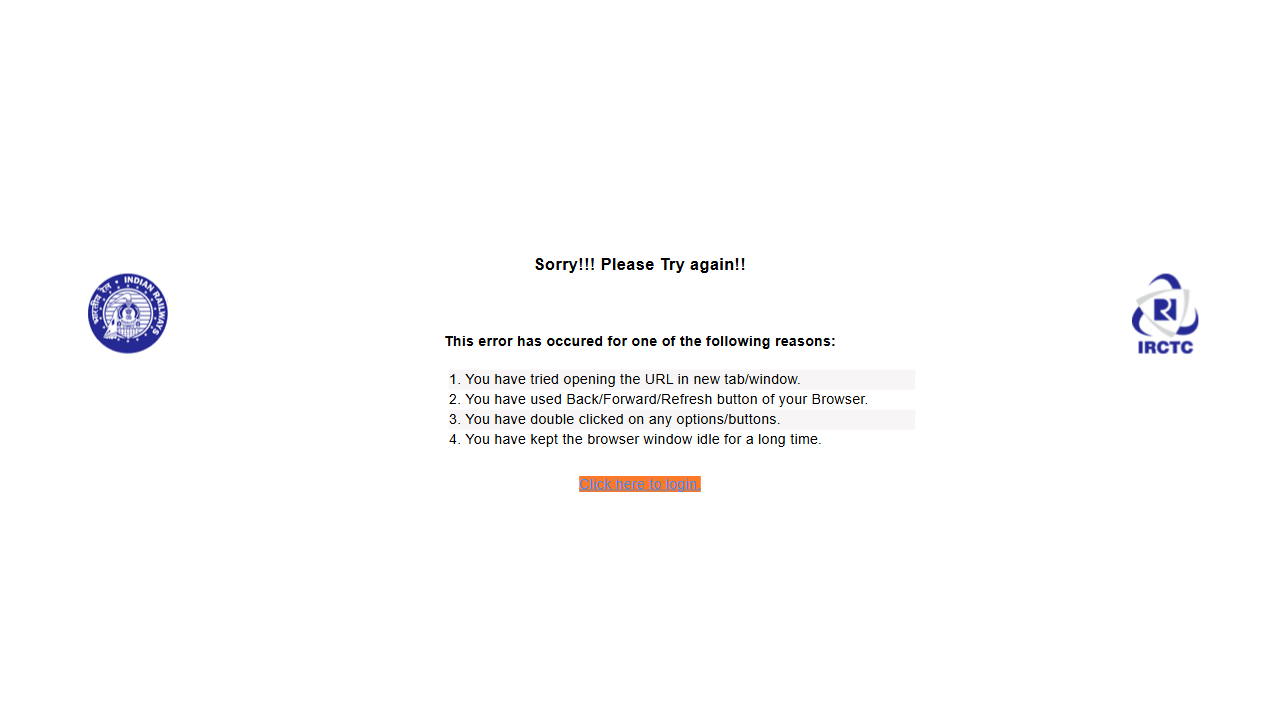 Sorry!!! Please Try again!!
भारतीय रेल • INDIAN RAILWAYS
IRCTC
This error has occured for one of the following reasons:
1. You have tried opening the URL in new tab/window.
2. You have used Back/Forward/Refresh button of your Browser.
3. You have double clicked on any options/buttons.
4. You have kept the browser window idle for a long time.
Click here to login.